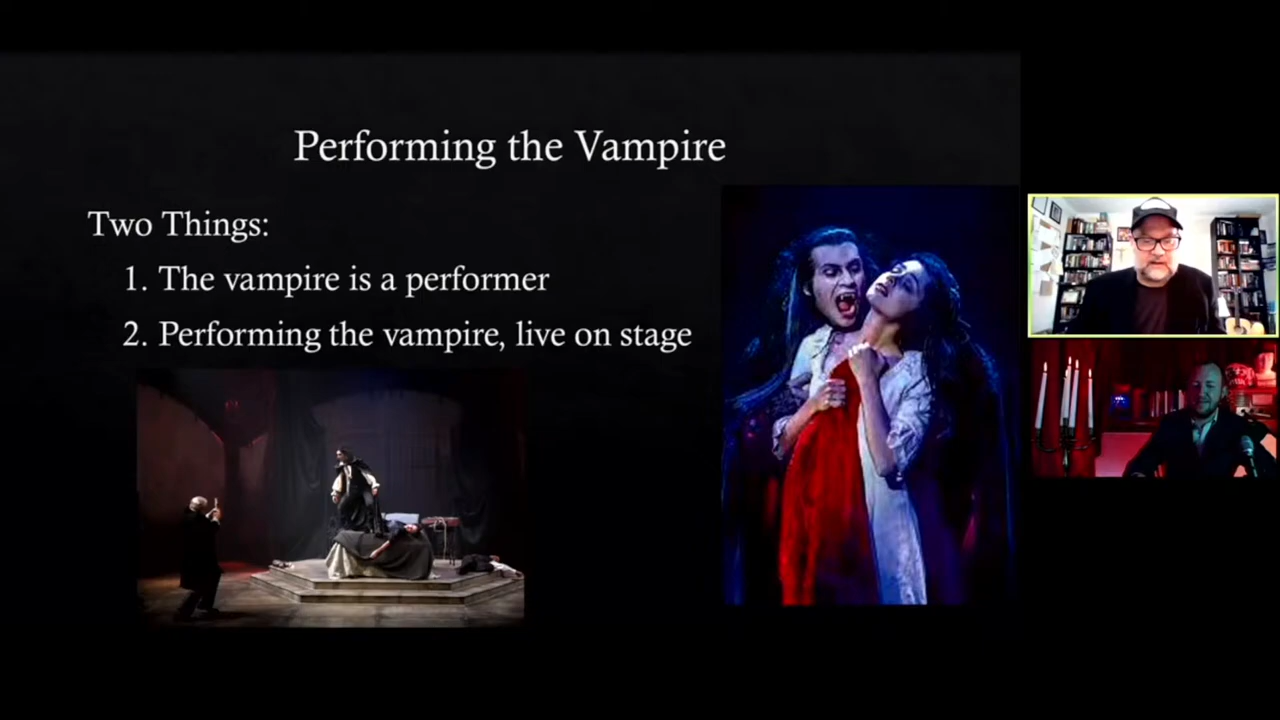 Performing the Vampire
Two Things:
1. The vampire is a performer
2. Performing the vampire, live on stage